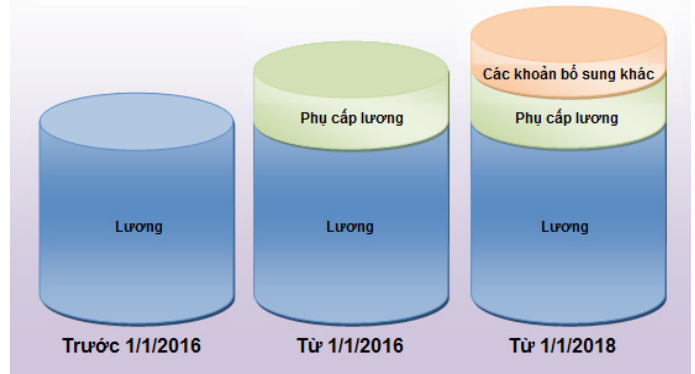 Lương
Trước 1/1/2016
Phụ cấp lương
Lương
Từ 1/1/2016
Các khoản bổ sung khác
Phụ cấp lương
Lương
Từ 1/1/2018